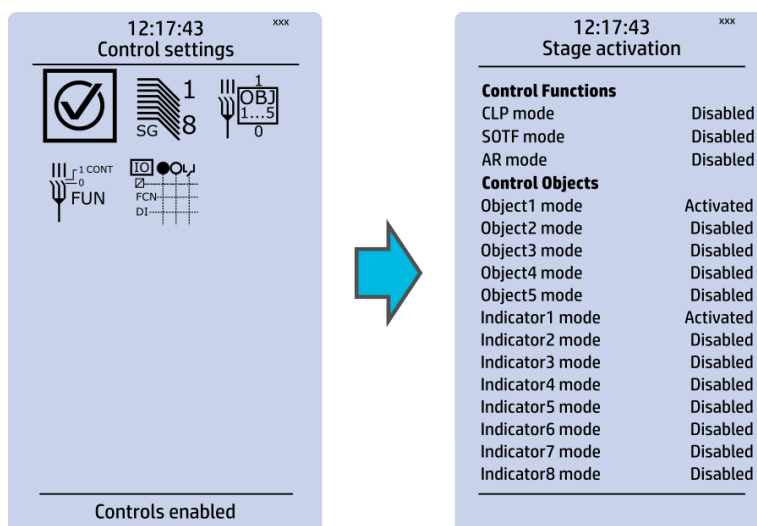 12:17:43 xxx
Control settings
1
SG 8
1
OBJ
1...5
0
1 CONT
0
FUN
IO
FCN
DI
Controls enabled
12:17:43 xxx
Stage activation
Control Functions
CLP mode Disabled
SOTF mode Disabled
AR mode Disabled
Control Objects
Object1 mode Activated
Object2 mode Disabled
Object3 mode Disabled
Object4 mode Disabled
Object5 mode Disabled
Indicator1 mode Activated
Indicator2 mode Disabled
Indicator3 mode Disabled
Indicator4 mode Disabled
Indicator5 mode Disabled
Indicator6 mode Disabled
Indicator7 mode Disabled
Indicator8 mode Disabled